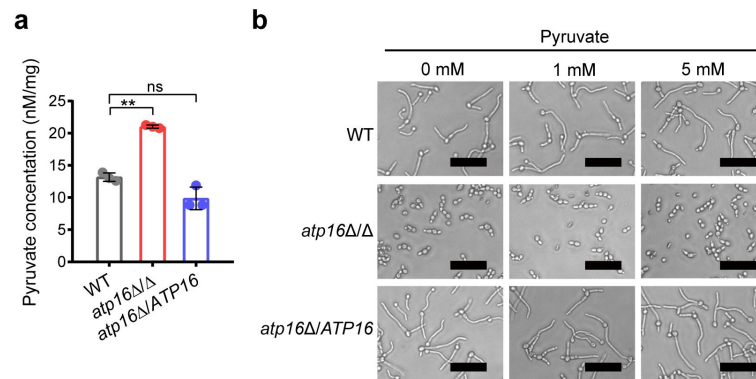 a
ns
**
Pyruvate concentration (nM/mg)
25
20
15
10
5
0
WT
atp16Δ/Δ
atp16Δ/ATP16
b
Pyruvate
0 mM
1 mM
5 mM
WT
atp16Δ/Δ
atp16Δ/ATP16